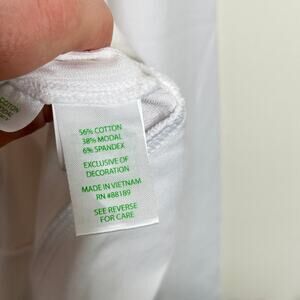 56% COTTON
38% MODAL
6% SPANDEX
EXCLUSIVE OF
DECORATION
MADE IN VIETNAM
RN #88189
SEE REVERSE
FOR CARE